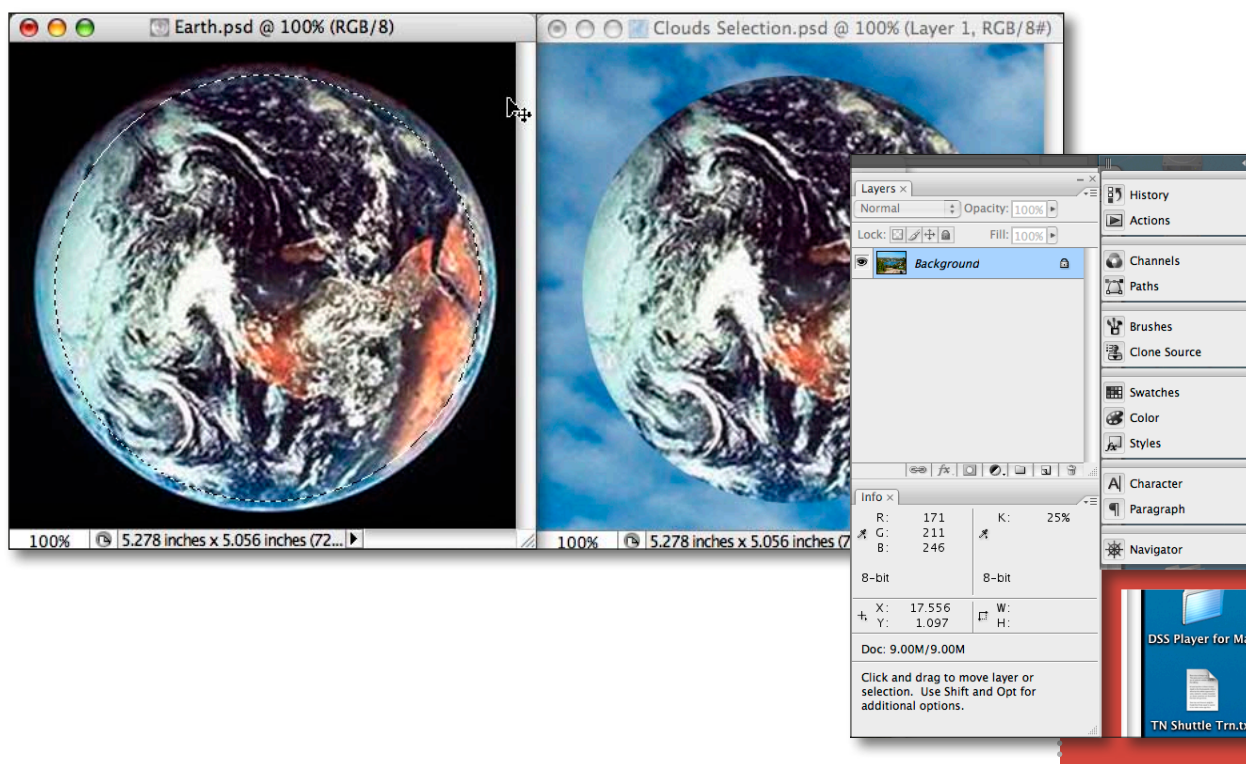 Earth.psd @ 100% (RGB/8)
Clouds Selection.psd @ 100% (Layer 1, RGB/8#)
100%
5.278 inches x 5.056 inches (72...
100%
5.278 inches x 5.056 inches (7
Layers ×
Normal
Opacity: 100%
Lock:
Fill: 100%
Background
Info ×
R: 171
G: 211
B: 246
K: 25%
8-bit
8-bit
X: 17.556
Y: 1.097
W:
H:
Doc: 9.00M/9.00M
Click and drag to move layer or
selection. Use Shift and Opt for
additional options.
History
Actions
Channels
Paths
Brushes
Clone Source
Swatches
Color
Styles
Character
Paragraph
Navigator
DSS Player for Ma
TN Shuttle Trn.tx